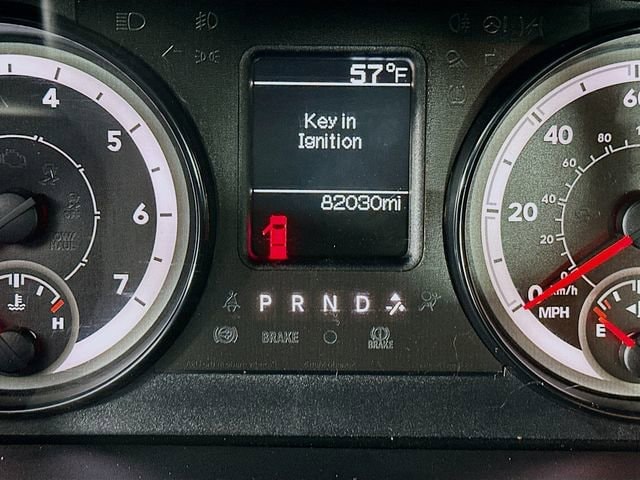 57°F
Key in
Ignition
82030mi
4
5
6
7
H
P R N D
BRAKE
BRAKE
TOW/
HAUL
60
40
20
0
MPH
80
60
40
20
0
km/h
E